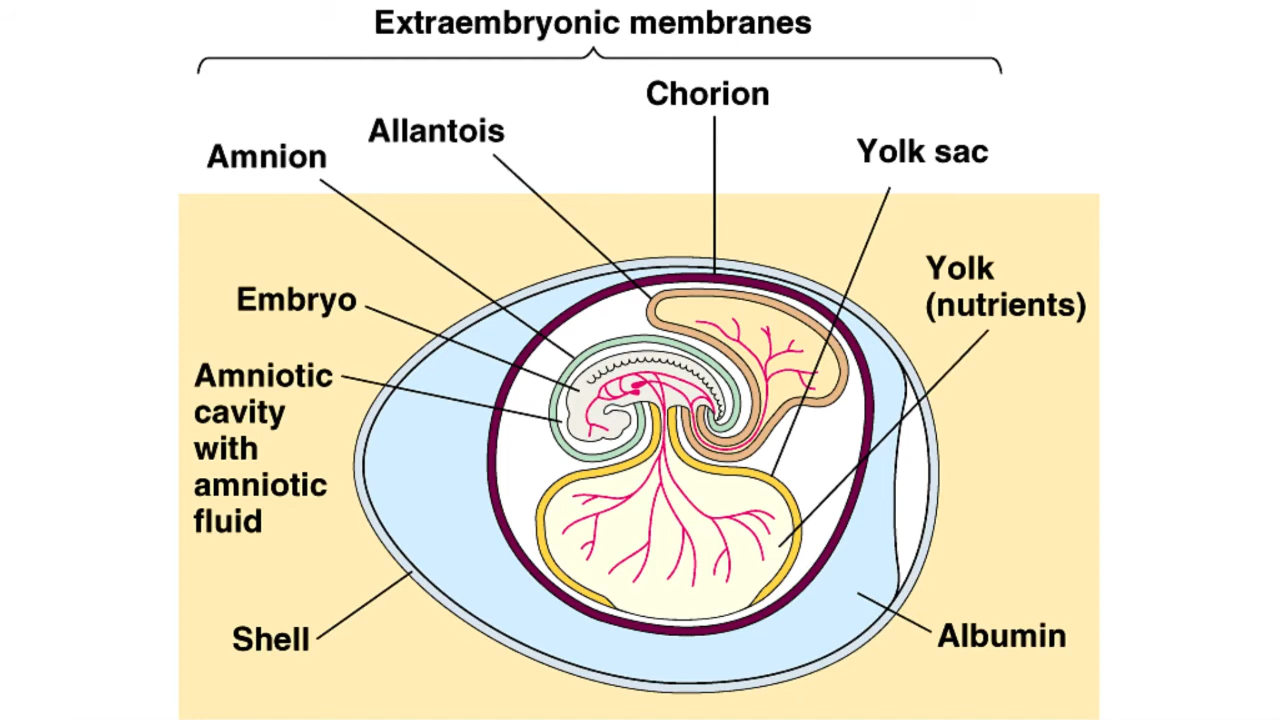 Extraembryonic membranes
Chorion
Allantois
Amnion
Yolk sac
Yolk
(nutrients)
Embryo
Amniotic
cavity
with
amniotic
fluid
Shell
Albumin